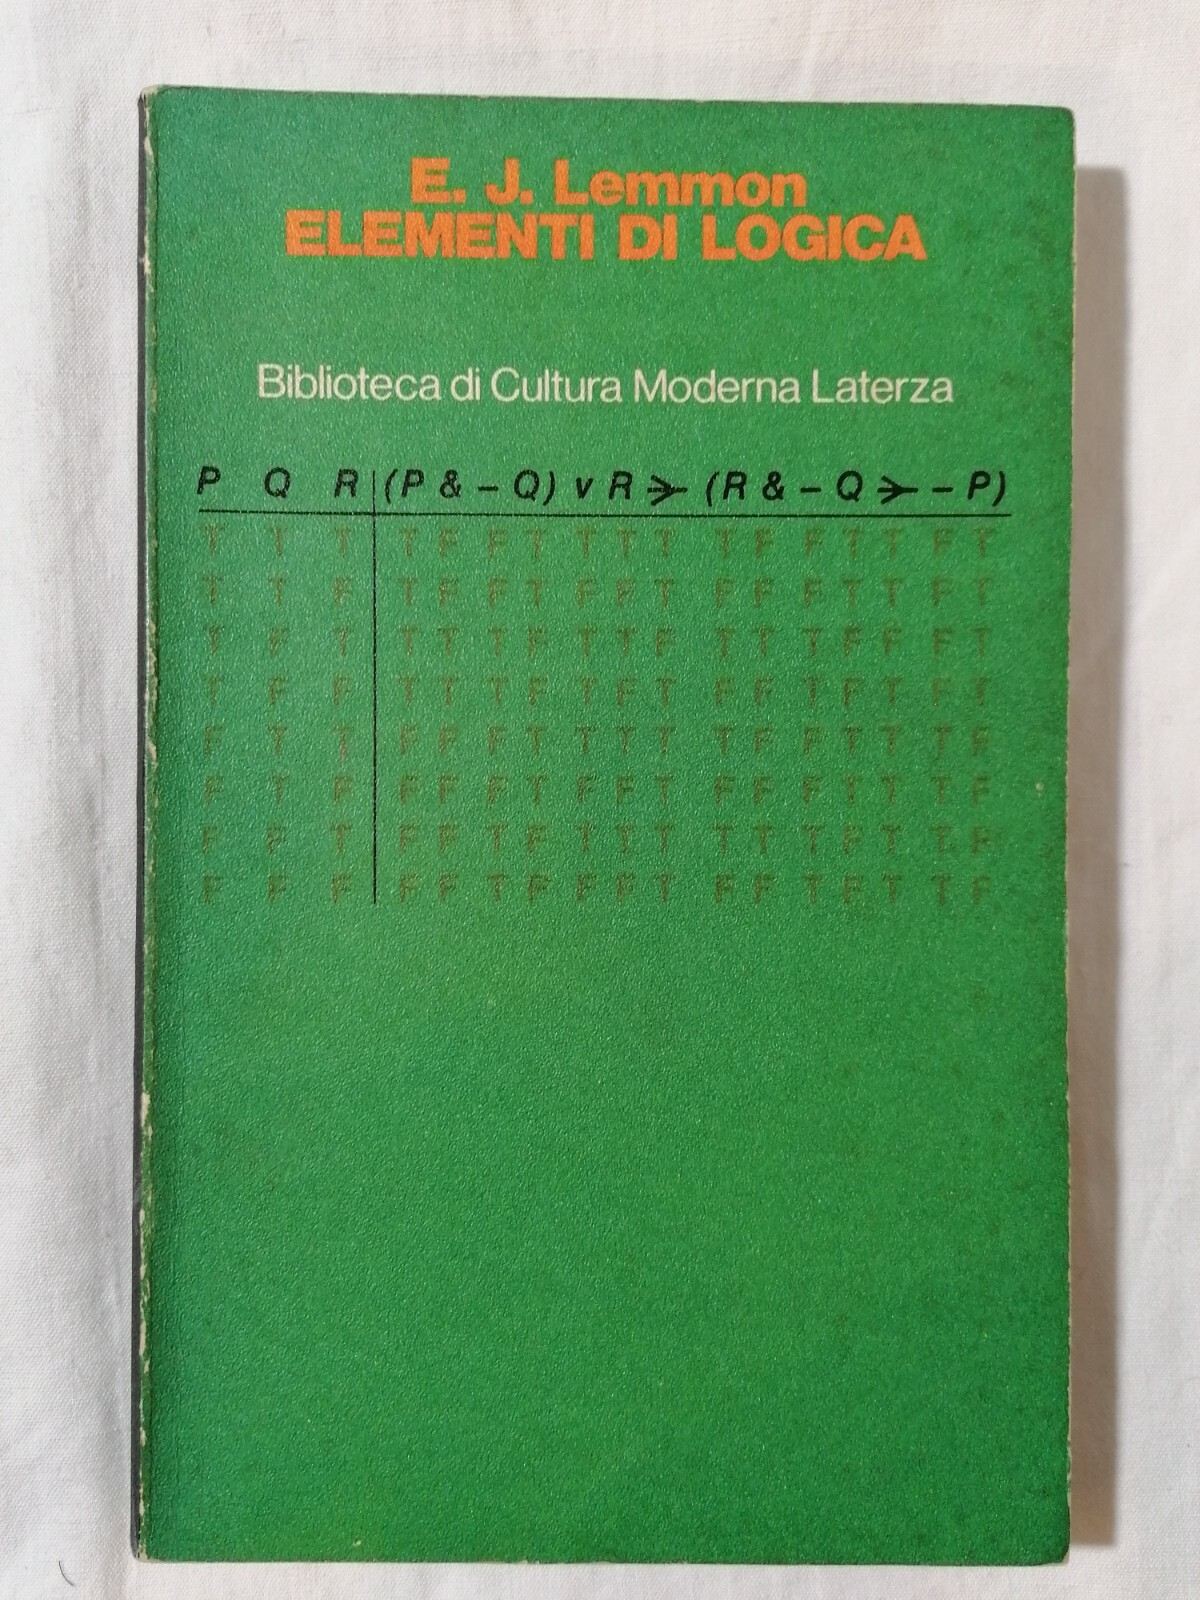 E. J. Lemmon
ELEMENTI DI LOGICA
Biblioteca di Cultura Moderna Laterza
P Q R | (P & – Q) v R ⤚ (R & – Q ⤚ – P)
T T T T F F T T T T T F F T T F T
T T F T F F T F F T F F F T T F T
T F T T T T F T T F T T T F F F T
T F F T T T F T F T F F T F T F T
F T T F F F T T T T T F F T T T F
F T F F F F T F F T F F F T T T F
F F T F F T F T T T T T T F T T F
F F F F F T F F F T F F T F T T F